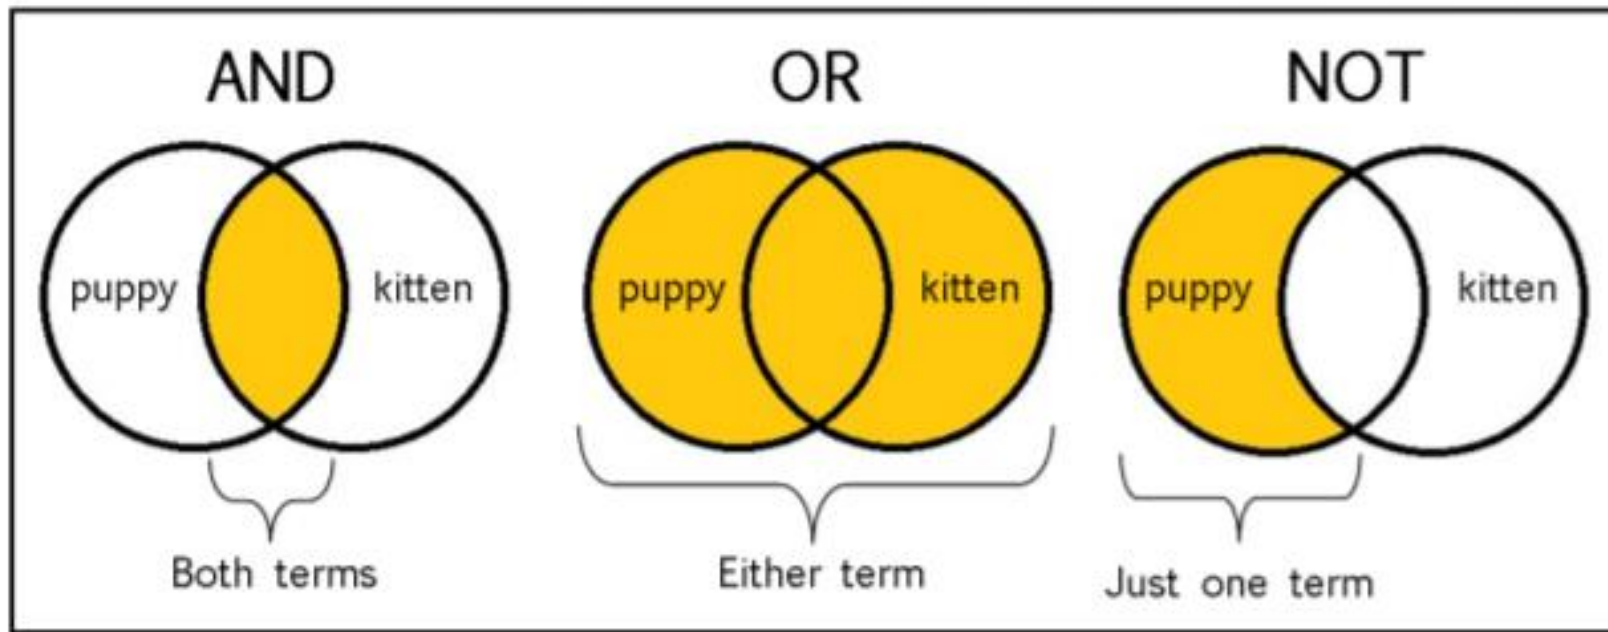 AND
puppy
kitten
Both terms
OR
puppy
kitten
Either term
NOT
puppy
kitten
Just one term